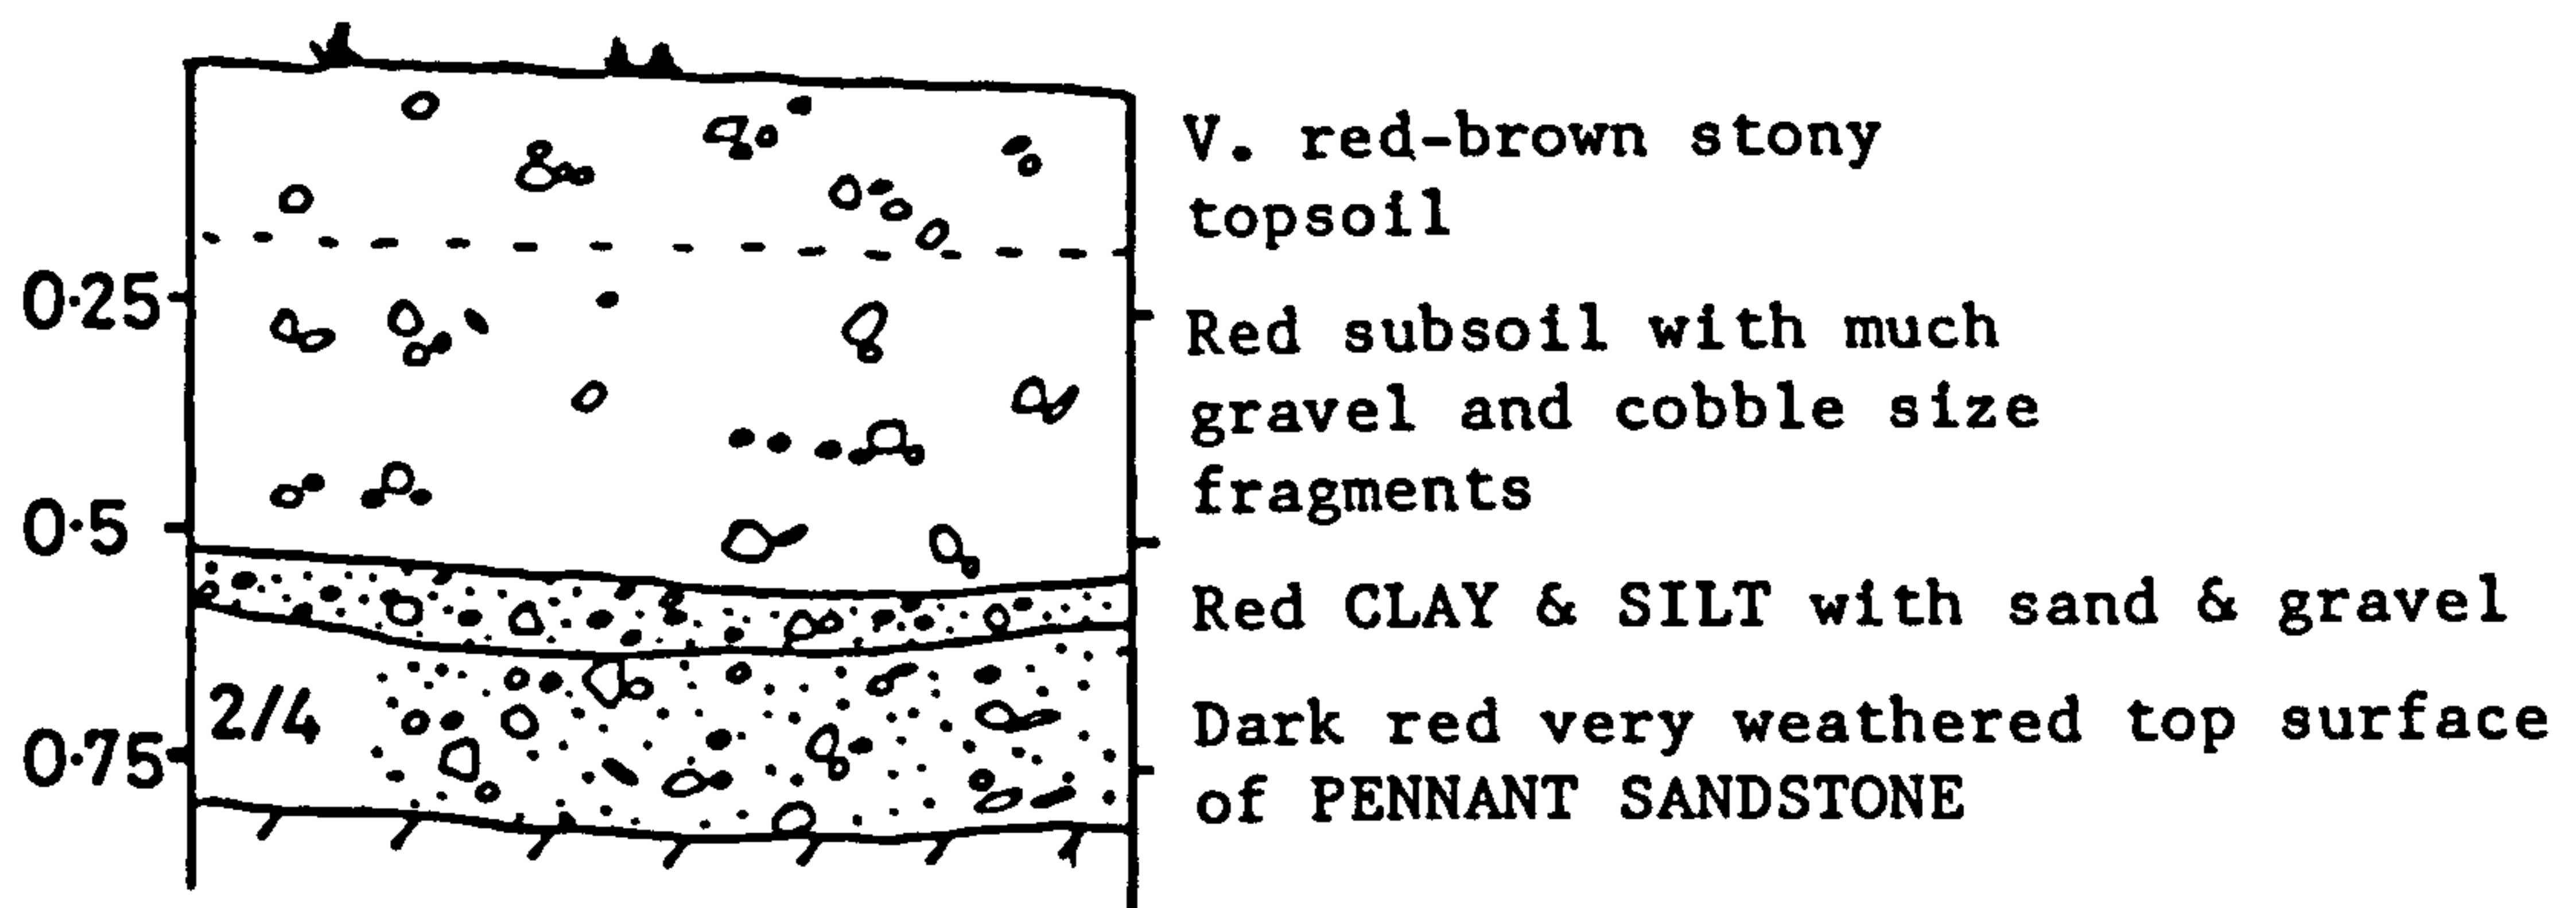 V. red-brown stony
topsoil
0.25
Red subsoil with much
gravel and cobble size
fragments
0.5
Red CLAY & SILT with sand & gravel
2/4
0.75
Dark red very weathered top surface
of PENNANT SANDSTONE